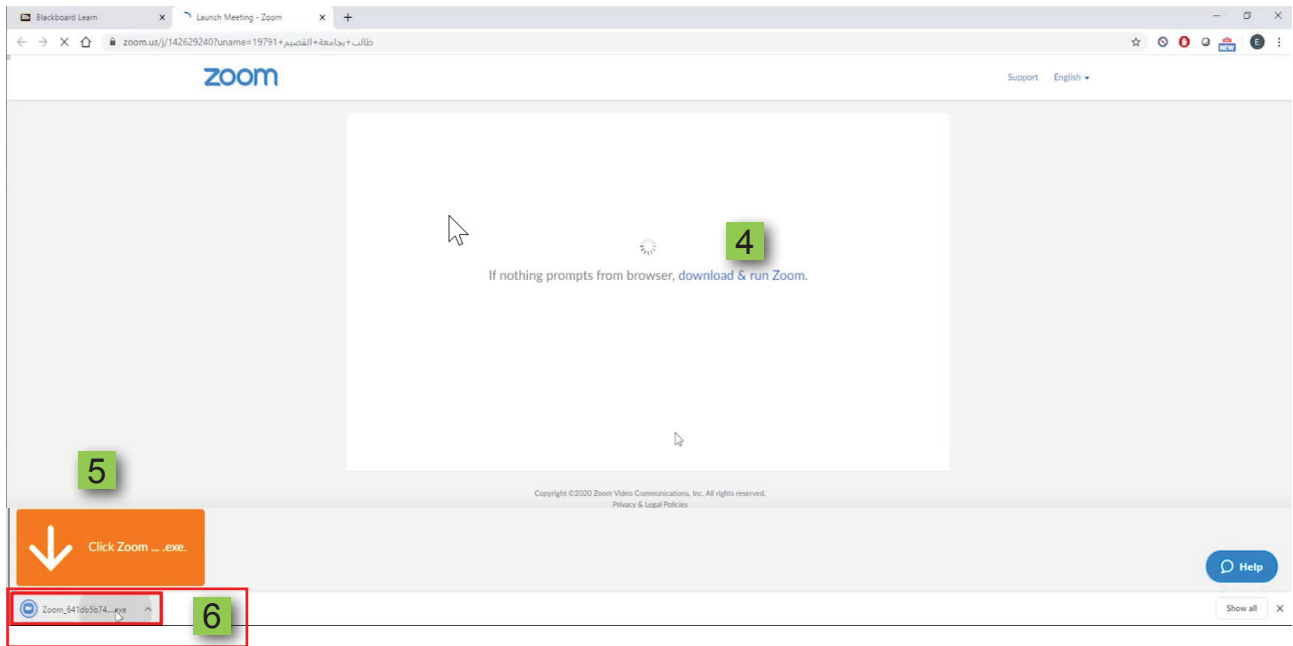 Blackboard Learn
Launch Meeting - Zoom
zoom.us/j/142629240?uname=19791+طالب+بجامعة+القصيم
E
zoom
Support English
4
If nothing prompts from browser, download & run Zoom.
5
Copyright ©2020 Zoom Video Communications, Inc. All rights reserved.
Privacy & Legal Policies
Click Zoom ... .exe.
Help
Zoom_641db5b74....exe
6
Show all